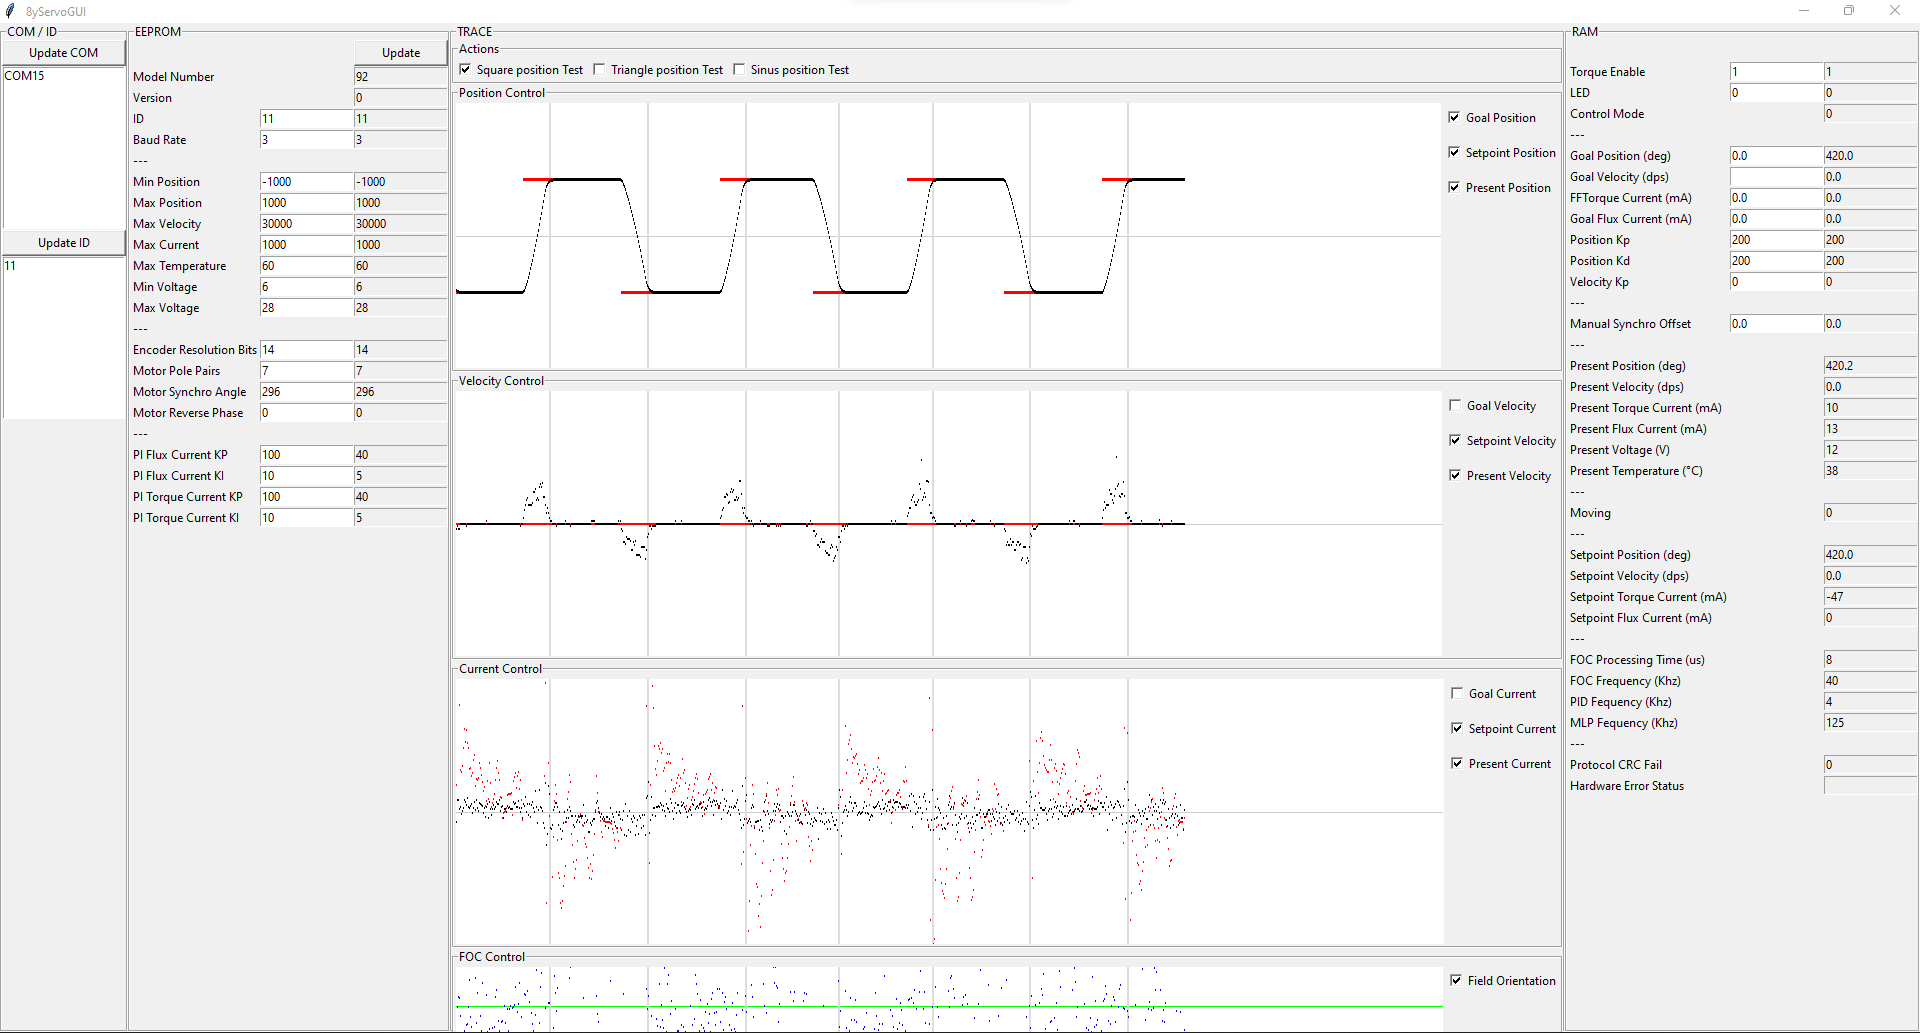 8yServoGUI
COM / ID
Update COM
COM15
Update ID
11
EEPROM
Update
Model Number 92
Version 0
ID 11 11
Baud Rate 3 3
---
Min Position -1000 -1000
Max Position 1000 1000
Max Velocity 30000 30000
Max Current 1000 1000
Max Temperature 60 60
Min Voltage 6 6
Max Voltage 28 28
---
Encoder Resolution Bits 14 14
Motor Pole Pairs 7 7
Motor Synchro Angle 296 296
Motor Reverse Phase 0 0
---
PI Flux Current KP 100 40
PI Flux Current KI 10 5
PI Torque Current KP 100 40
PI Torque Current KI 10 5
TRACE
Actions
Square position Test Triangle position Test Sinus position Test
Position Control
Goal Position
Setpoint Position
Present Position
Velocity Control
Goal Velocity
Setpoint Velocity
Present Velocity
Current Control
Goal Current
Setpoint Current
Present Current
FOC Control
Field Orientation
RAM
Torque Enable 1 1
LED 0 0
Control Mode 0
---
Goal Position (deg) 0.0 420.0
Goal Velocity (dps) 0.0
FFTorque Current (mA) 0.0 0.0
Goal Flux Current (mA) 0.0 0.0
Position Kp 200 200
Position Kd 200 200
Velocity Kp 0 0
---
Manual Synchro Offset 0.0 0.0
---
Present Position (deg) 420.2
Present Velocity (dps) 0.0
Present Torque Current (mA) 10
Present Flux Current (mA) 13
Present Voltage (V) 12
Present Temperature (°C) 38
---
Moving 0
---
Setpoint Position (deg) 420.0
Setpoint Velocity (dps) 0.0
Setpoint Torque Current (mA) -47
Setpoint Flux Current (mA) 0
---
FOC Processing Time (us) 8
FOC Frequency (Khz) 40
PID Fequency (Khz) 4
MLP Fequency (Khz) 125
---
Protocol CRC Fail 0
Hardware Error Status